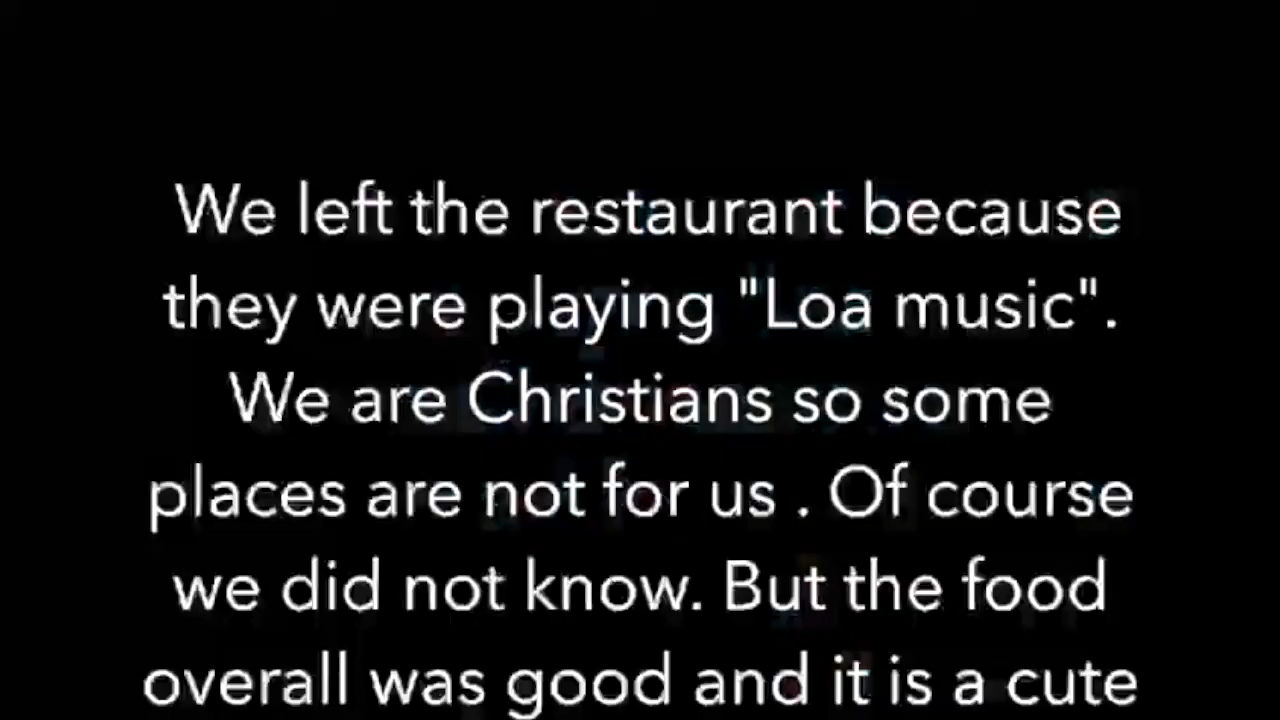 We left the restaurant because
they were playing "Loa music".
We are Christians so some
places are not for us . Of course
we did not know. But the food
overall was good and it is a cute